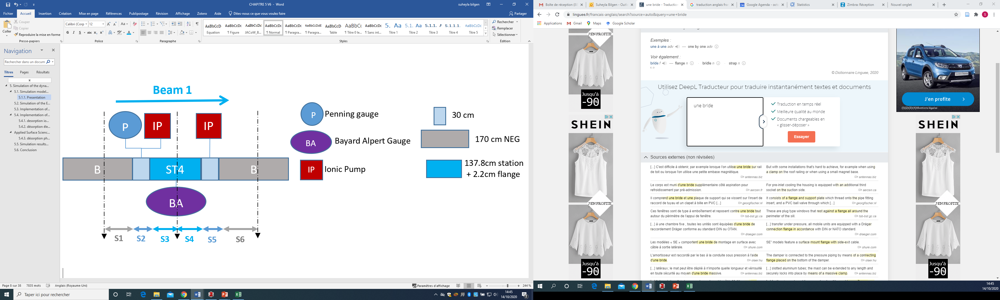 CHAPITRE 5 V6 - Word
suheyla bilgen
Fichier Accueil Insertion Création Mise en page Références Publipostage Révision Affichage Zotero Aide Dites-nous ce que vous voulez faire
Partager
Coller
Couper
Copier
Reproduire la mise en forme
Presse-papiers
Calibri (Corp 12
Police
Paragraphe
AaBbCcD AaBbCcDc AaBbCcDc AaBbCcDc AaBbCcDc AaBbCcDdE AaBbCcD AaBbC( AaBbCcDc 5. Aa 5.1. Aa 5.1.1. A 5.1.1.1. AaBbCcDc
Equation ¶ Figure JACoW_B... ¶ Normal ¶ Paragra... ¶ Paragra... Table ¶ Titre 0 le... ¶ Sans int... Titre 1 Titre 2 Titre 3 Titre 4 Titre 5
Styles
Rechercher
Remplacer
Sélectionner
Édition
Navigation
Rechercher dans un docum
Titres Pages Résultats
5. Simulation of the dyna...
5.1. Simulation model...
5.1.1. Presentation
5.2. Simulation of the E...
5.3. Implementation of...
5.4. Implementation of...
5.4.1. desorption io...
5.4.2. désorption éle...
Applied Surface Scienc...
5.4.3. désorption ph...
5.5. Simulation results...
5.6. Conclusion
Beam 1
P IP IP
B ST4 B
BA
S1 S2 S3 S4 S5 S6
P Penning gauge
BA Bayard Alpert Gauge
IP Ionic Pump
30 cm
170 cm NEG
137.8cm station
+ 2.2cm flange
Page 8 sur 38 7835 mots Anglais (Royaume-Uni)
Paramètres d'affichage
244 %
Taper ici pour rechercher
14:45
14/10/2020
2
Boîte de réception (88 Suheyla Bilgen - Outlo une bride - Traduction traduction anglais fran Google Agenda - octo Statistics Zimbra: Réception Nouvel onglet
linguee.fr/francais-anglais/search?source=auto&query=une+bride
S
Applications Gmail Maps Google Scholar
Exemples :
une à une adv — one by one adv
Voir également :
bride f — flange n · bridle n · strap n
[...]
© Dictionnaire Linguee, 2020
Utilisez DeepL Traducteur pour traduire instantanément textes et documents
une bride
Traduction en temps réel
Meilleure qualité au monde
Documents chargeables en
« glisser-déposer »
Essayer
Sources externes (non révisées)
[...] C'est difficile à obtenir, par exemple lorsque l'on utilise une bride sur rail
de toit ou lorsque l'on utilise une petite embase magnétique.
antennas.biz
But with some installations that's hard to achieve, for example when using
a clamp on the roof railing or when using a small magnet base.
antennas.biz
Le corps est muni d'une bride supplémentaire côté aspiration pour
refroidissement par pré-admission.
aerzen.fr
For pre-inlet cooling the housing is equipped with an additional third
socket on the suction side.
aerzen.ca
Il comprend une bride et une plaque de support qui se vissent sur l'insert de
raccord de tuyau et un clapet à bille en PVC [...]
georgfischer.nl
It consists of a flange and support plate which thread onto the pipe fitting
insert, and a PVC ball valve through which [...]
georgfischer.nl
Ces fenêtres sont de type à emboîtement et reposent contre une bride tout
autour du périmètre de l'appui de fenêtre.
tsb-bst.gc.ca
These are plug type windows that rest against a flange all around the
perimeter of the sill.
tsb-bst.gc.ca
[...] à une chambre fixe , toutes les unités sont équipées d'une bride de
raccordement Dräger conforme au standard DIN ou OTAN.
draeger.com
[...] transfer under pressure, all mobile units are equipped with a Dräger
connection flange in accordance with DIN or NATO standard.
draeger.com
Les modèles « SE » comportent une bride de montage en surface avec
câble à sortie latérale.
shure.com
SE" models feature a surface mount flange with side-exit cable.
shure.com
L'amortisseur est raccordé par le bas à la conduite sous pression à l'aide
d'une bride.
olaer.hu
The damper is connected to the pressure piping by means of a connecting
flange placed on the bottom of the damper.
olaer.hu
[...] latéraux; le mat peut être déplié à n'importe quelle longueur et vérrouillé
en toute sécurité au moyen d'une bride massive.
antennas.biz
[...] slotted aluminum tubes; the mast can be extended to any length and
securely locks into place by means of a massive clamp.
antennas.biz
J'EN PROFITE
Jusqu'à
-90%
SHEIN
J'EN PROFITE
Jusqu'à
-90%
J'en profite
(1)(2)(3)(4)Mentions légales
SHEIN
J'EN PROFITE
Jusqu'à
-90%
14:45
14/10/2020